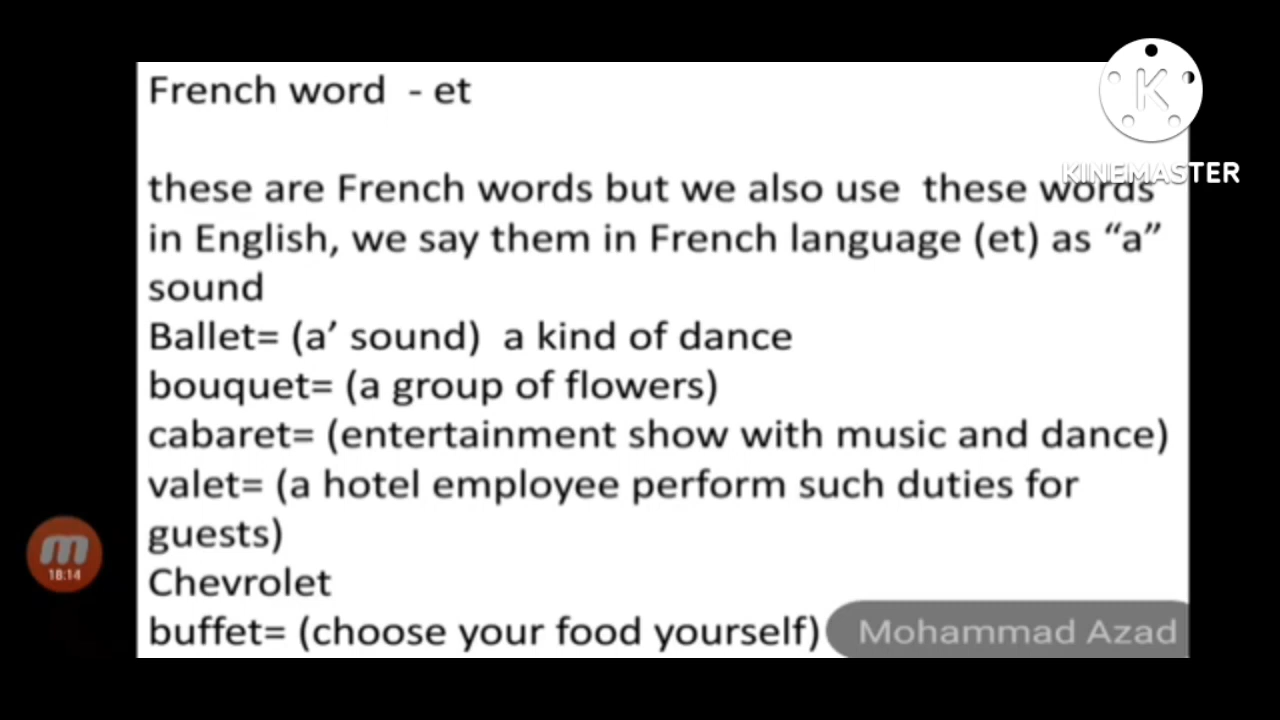 French word - et
KINEMASTER
these are French words but we also use these words
in English, we say them in French language (et) as “a”
sound
Ballet= (a’ sound) a kind of dance
bouquet= (a group of flowers)
cabaret= (entertainment show with music and dance)
valet= (a hotel employee perform such duties for
guests)
18:14
Chevrolet
buffet= (choose your food yourself)
Mohammad Azad